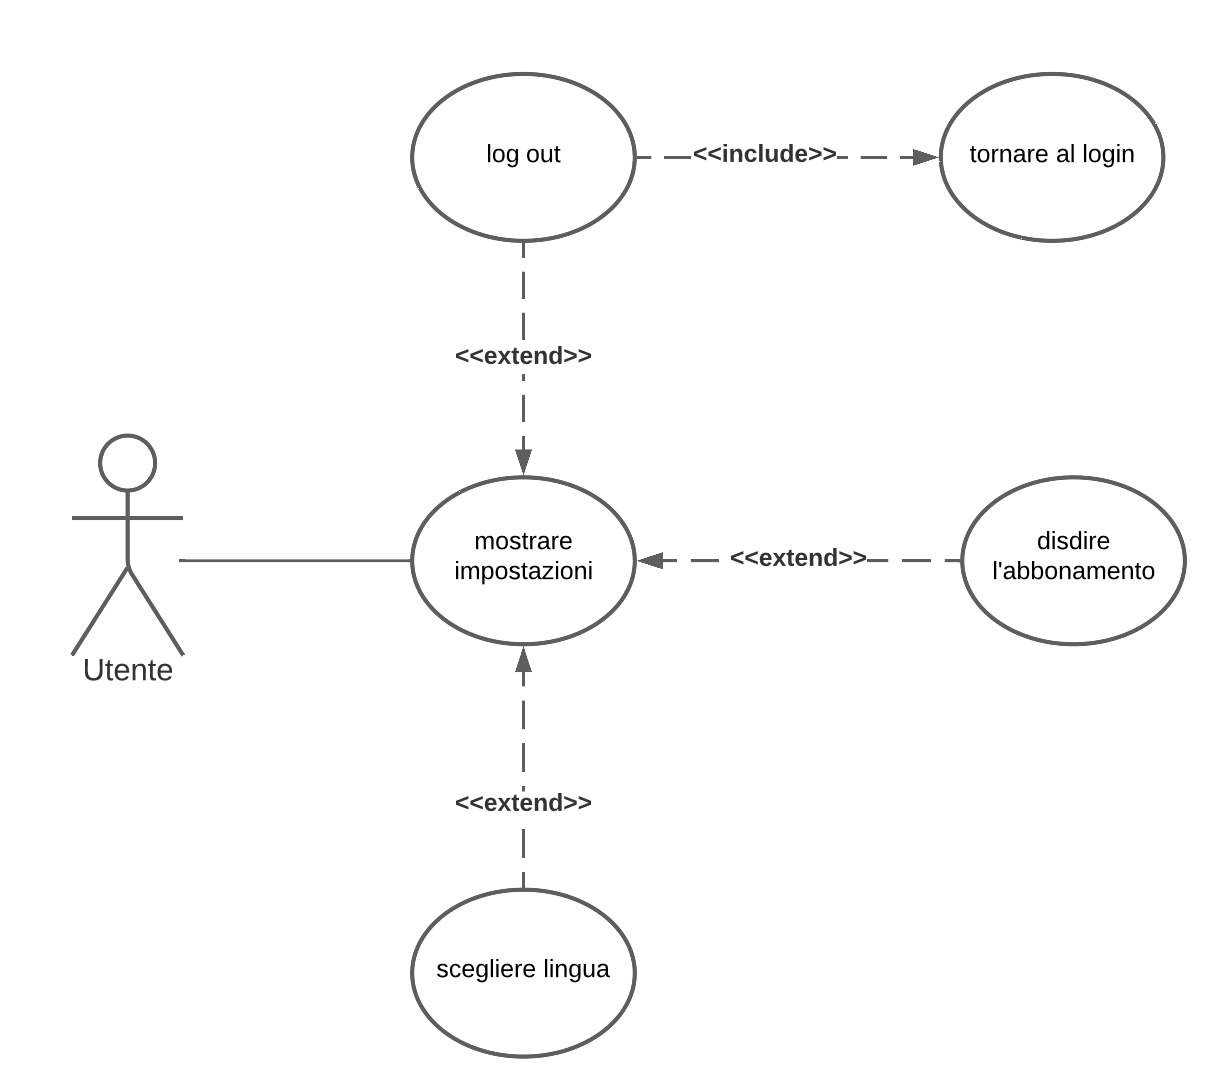 log out
<<include>>
tornare al login
<<extend>>
Utente
mostrare
impostazioni
<<extend>>
disdire
l'abbonamento
<<extend>>
scegliere lingua